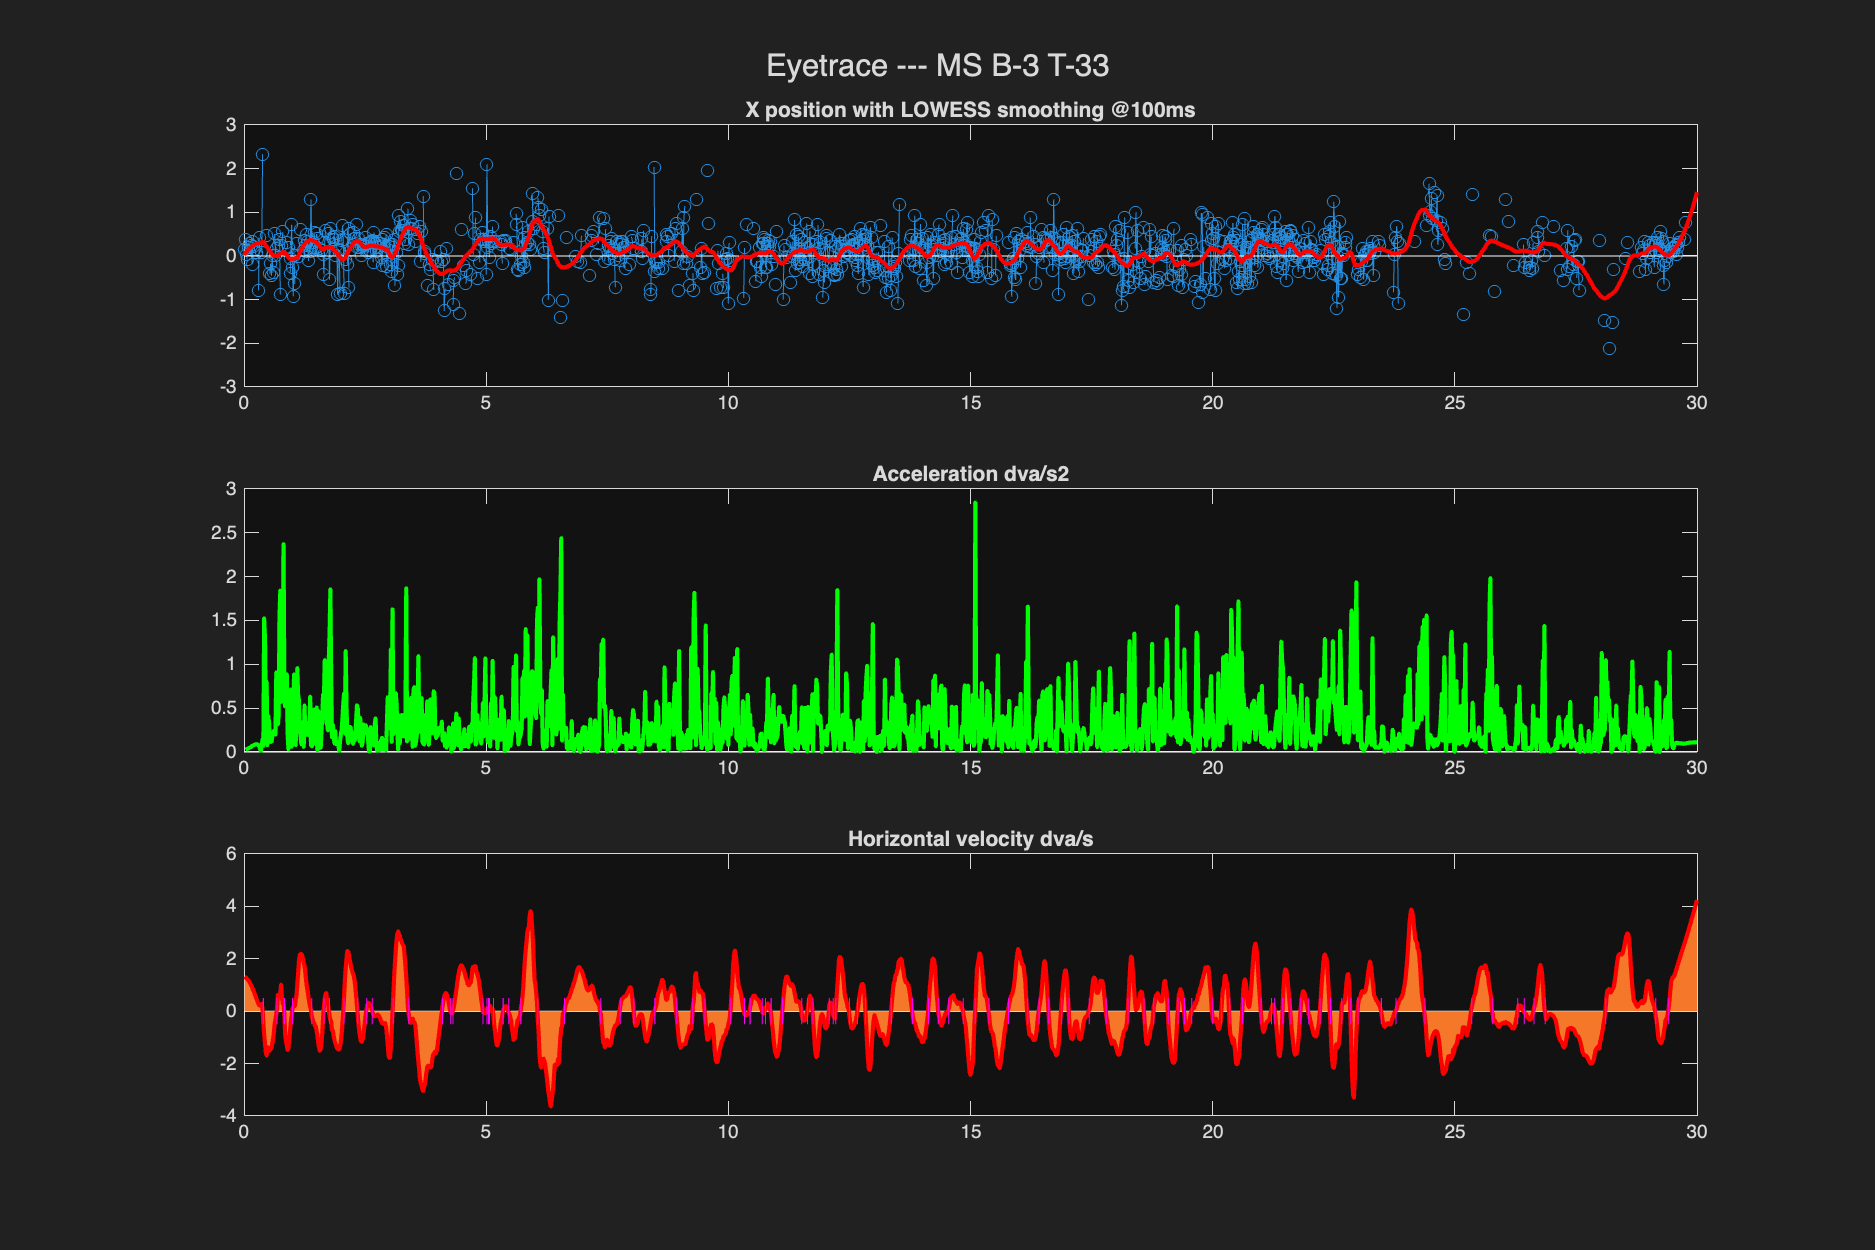 Eyetrace --- MS B-3 T-33
X position with LOWESS smoothing @100ms
3
2
1
0
-1
-2
-3
0 5 10 15 20 25 30
Acceleration dva/s2
3
2.5
2
1.5
1
0.5
0
0 5 10 15 20 25 30
Horizontal velocity dva/s
6
4
2
0
-2
-4
0 5 10 15 20 25 30